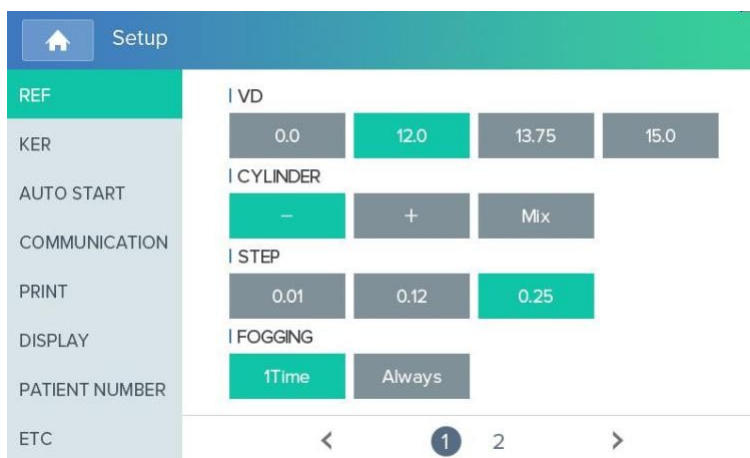 Setup
REF
KER
AUTO START
COMMUNICATION
PRINT
DISPLAY
PATIENT NUMBER
ETC
VD
0.0 12.0 13.75 15.0
CYLINDER
− + Mix
STEP
0.01 0.12 0.25
FOGGING
1Time Always
< 1 2 >